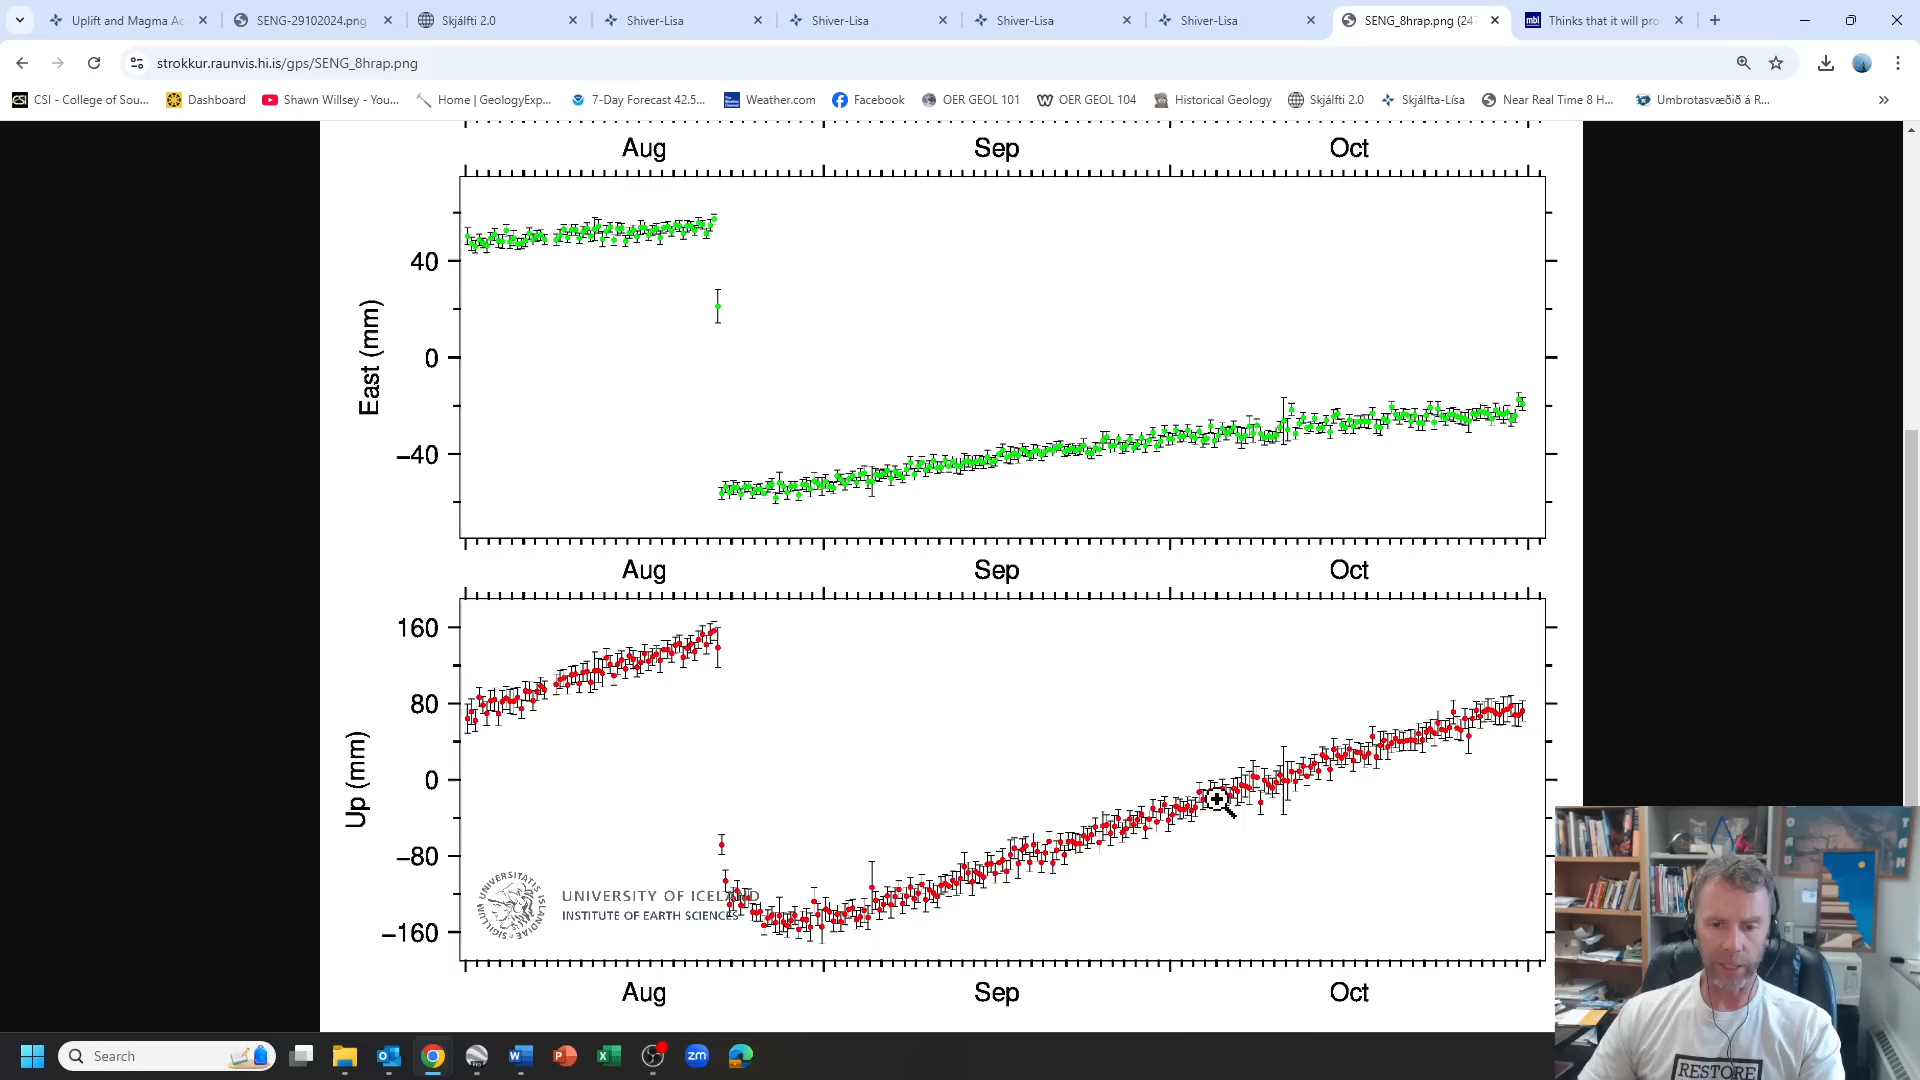 Uplift and Magma Ac
SENG-29102024.png
Skjálfti 2.0
Shiver-Lisa
Shiver-Lisa
Shiver-Lisa
Shiver-Lisa
SENG_8hrap.png (247
mbl
Thinks that it will pro
strokkur.raunvis.hi.is/gps/SENG_8hrap.png
CSI
CSI - College of Sou...
Dashboard
Shawn Willsey - You...
Home | GeologyExp...
7-Day Forecast 42.5...
Weather.com
Facebook
OER GEOL 101
OER GEOL 104
Historical Geology
Skjálfti 2.0
Skjálfta-Lísa
Near Real Time 8 H...
Umbrotasvæðið á R...
Aug
Sep
Oct
East (mm)
40
0
−40
Aug
Sep
Oct
Up (mm)
160
80
0
−80
−160
UNIVERSITY OF ICELAND
INSTITUTE OF EARTH SCIENCES
Aug
Sep
Oct
Search
zm
RESTORE